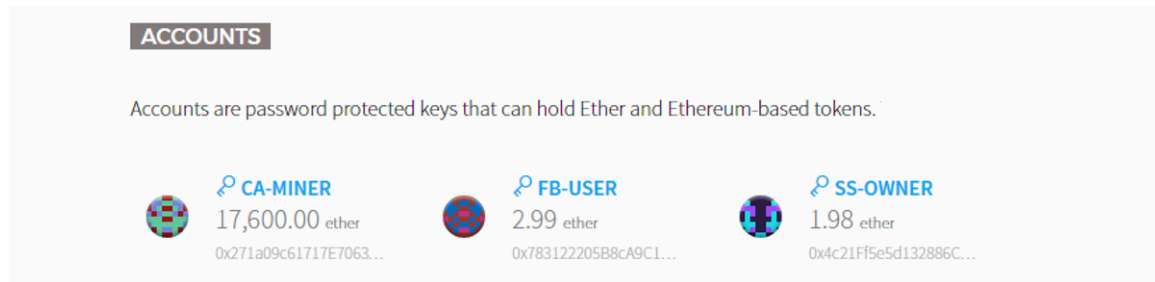 ACCOUNTS
Accounts are password protected keys that can hold Ether and Ethereum-based tokens.
CA-MINER
17,600.00 ether
0x271a09c61717E7063...
FB-USER
2.99 ether
0x783122205B8cA9C1...
SS-OWNER
1.98 ether
0x4c21Ff5e5d132886C...